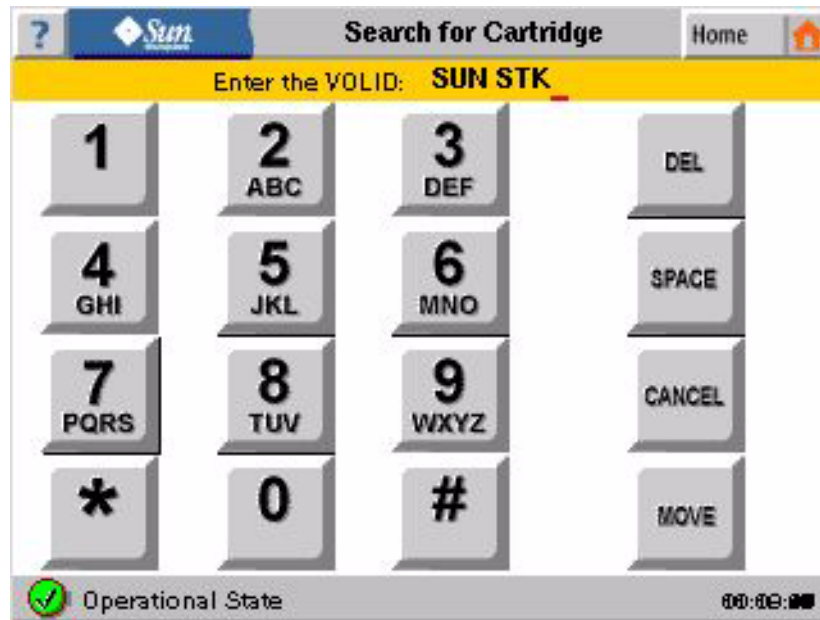 ? Sun Search for Cartridge Home
Enter the VOLID: SUN STK_
1
2
ABC
3
DEF
DEL
4
GHI
5
JKL
6
MNO
SPACE
7
PQRS
8
TUV
9
WXYZ
CANCEL
*
0
#
MOVE
Operational State